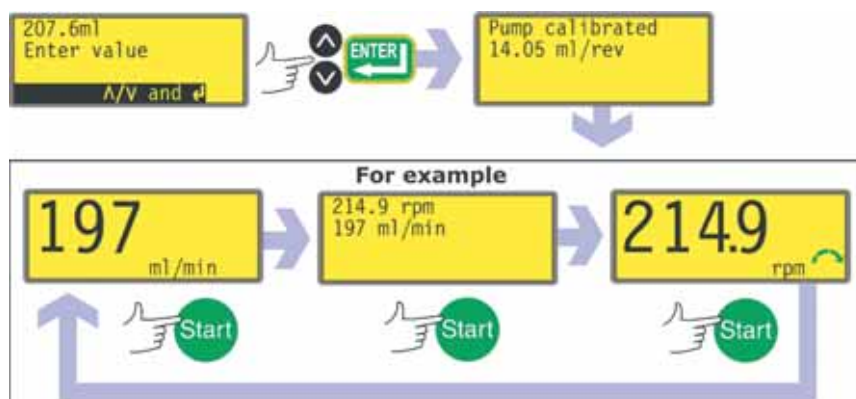 207.6ml
Enter value
∧/∨ and ↲
ENTER
Pump calibrated
14.05 ml/rev
For example
197
ml/min
214.9 rpm
197 ml/min
214.9
rpm
Start
Start
Start